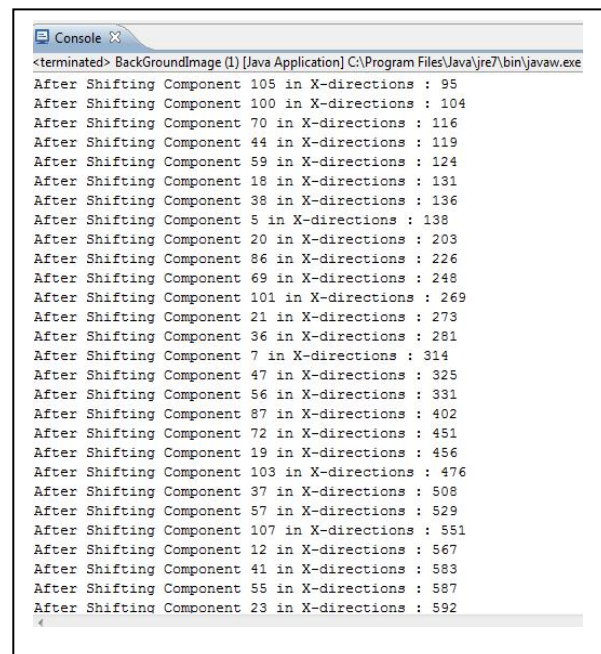 Console
<terminated> BackGroundImage (1) [Java Application] C:\Program Files\Java\jre7\bin\javaw.exe
After Shifting Component 105 in X-directions : 95
After Shifting Component 100 in X-directions : 104
After Shifting Component 70 in X-directions : 116
After Shifting Component 44 in X-directions : 119
After Shifting Component 59 in X-directions : 124
After Shifting Component 18 in X-directions : 131
After Shifting Component 38 in X-directions : 136
After Shifting Component 5 in X-directions : 138
After Shifting Component 20 in X-directions : 203
After Shifting Component 86 in X-directions : 226
After Shifting Component 69 in X-directions : 248
After Shifting Component 101 in X-directions : 269
After Shifting Component 21 in X-directions : 273
After Shifting Component 36 in X-directions : 281
After Shifting Component 7 in X-directions : 314
After Shifting Component 47 in X-directions : 325
After Shifting Component 56 in X-directions : 331
After Shifting Component 87 in X-directions : 402
After Shifting Component 72 in X-directions : 451
After Shifting Component 19 in X-directions : 456
After Shifting Component 103 in X-directions : 476
After Shifting Component 37 in X-directions : 508
After Shifting Component 57 in X-directions : 529
After Shifting Component 107 in X-directions : 551
After Shifting Component 12 in X-directions : 567
After Shifting Component 41 in X-directions : 583
After Shifting Component 55 in X-directions : 587
After Shifting Component 23 in X-directions : 592